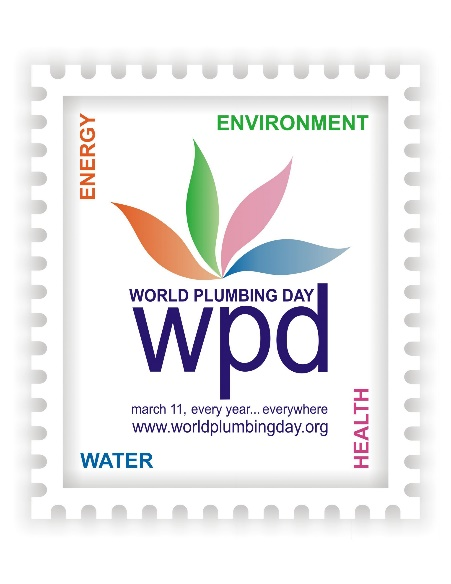 ENERGY
ENVIRONMENT
WORLD PLUMBING DAY
wpd
march 11, every year... everywhere
www.worldplumbingday.org
WATER
HEALTH